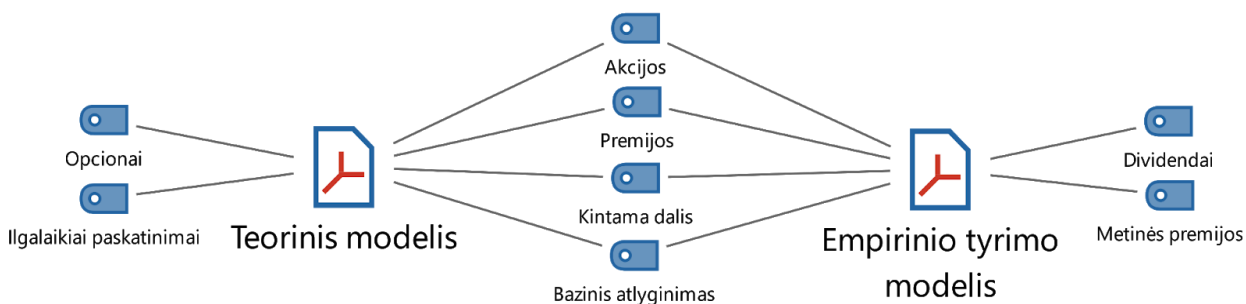 Akcijos
Premijos
Opcionai
Dividendai
Kintama dalis
Ilgalaikiai paskatinimai
Teorinis modelis
Empirinio tyrimo
modelis
Metinės premijos
Bazinis atlyginimas